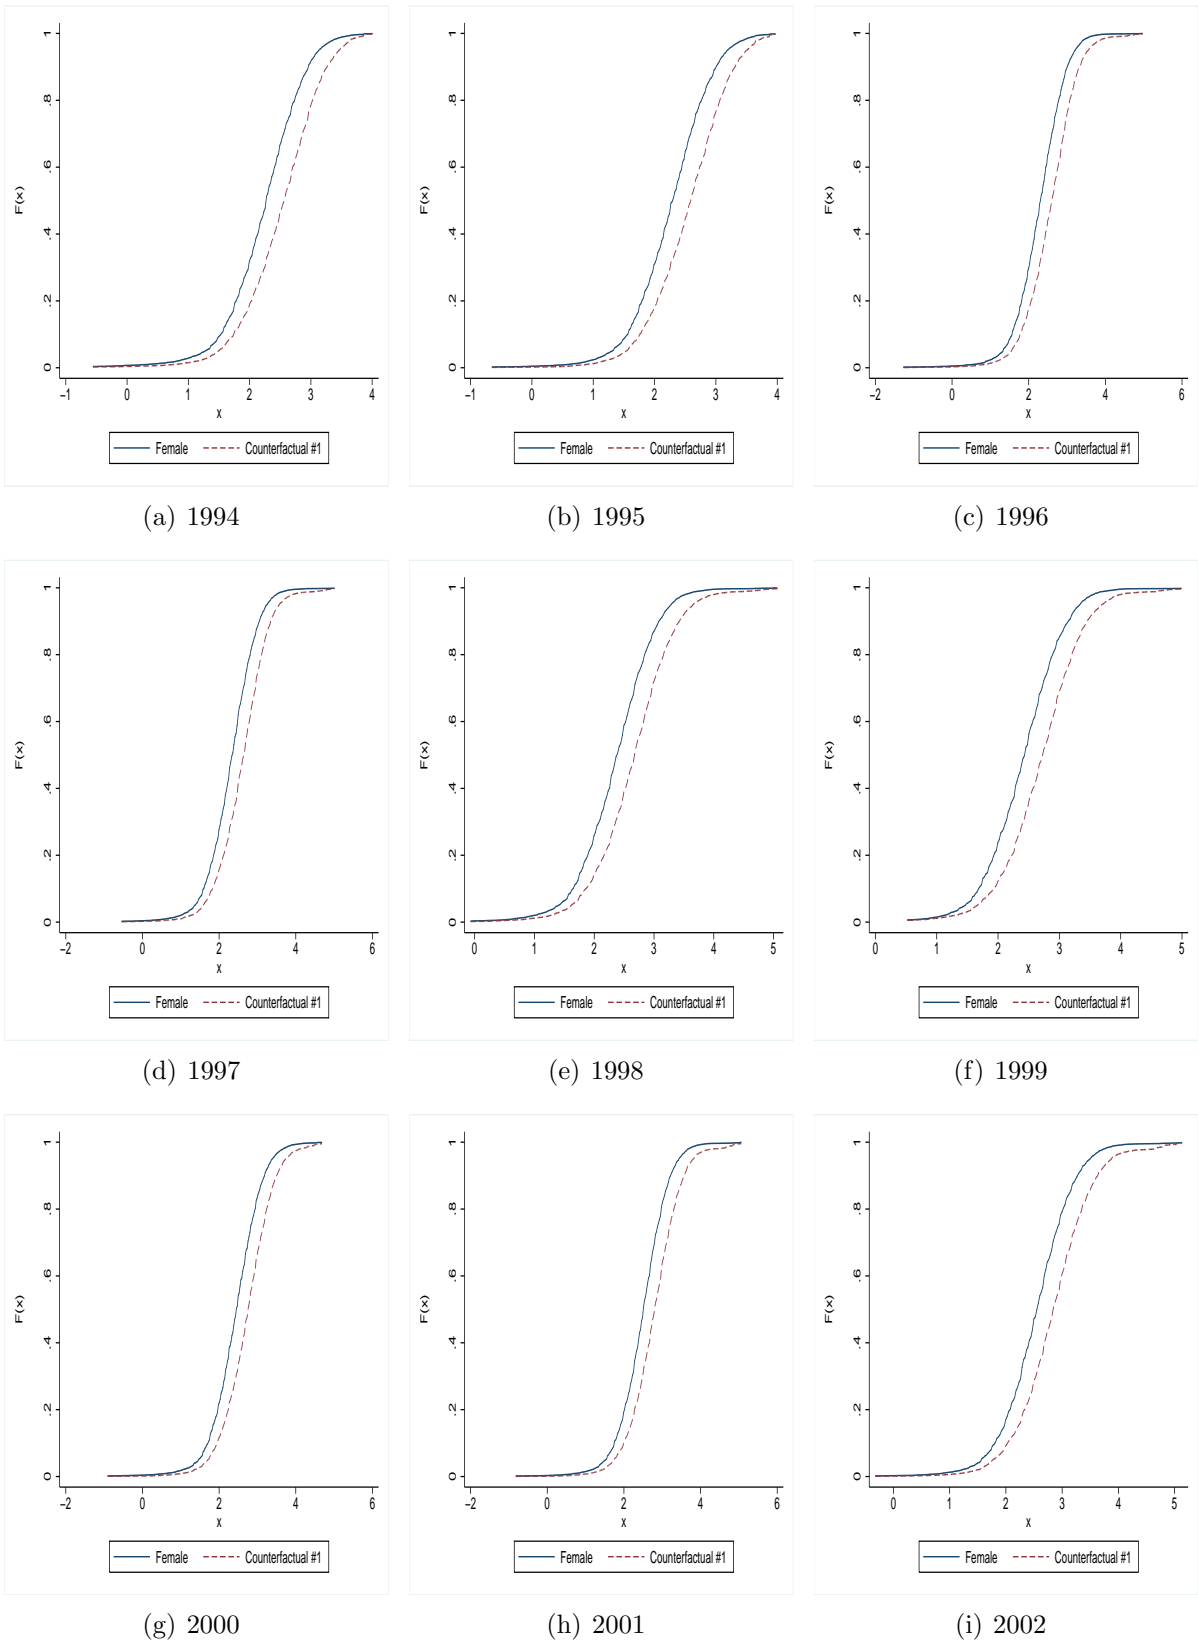 1
.8
.6
.4
.2
0
F(x)
−1 0 1 2 3 4
x
Female Counterfactual #1
(a) 1994
1
.8
.6
.4
.2
0
F(x)
−1 0 1 2 3 4
x
Female Counterfactual #1
(b) 1995
1
.8
.6
.4
.2
0
F(x)
−2 0 2 4 6
x
Female Counterfactual #1
(c) 1996
1
.8
.6
.4
.2
0
F(x)
−2 0 2 4 6
x
Female Counterfactual #1
(d) 1997
1
.8
.6
.4
.2
0
F(x)
0 1 2 3 4 5
x
Female Counterfactual #1
(e) 1998
1
.8
.6
.4
.2
0
F(x)
0 1 2 3 4 5
x
Female Counterfactual #1
(f) 1999
1
.8
.6
.4
.2
0
F(x)
−2 0 2 4 6
x
Female Counterfactual #1
(g) 2000
1
.8
.6
.4
.2
0
F(x)
−2 0 2 4 6
x
Female Counterfactual #1
(h) 2001
1
.8
.6
.4
.2
0
F(x)
0 1 2 3 4 5
x
Female Counterfactual #1
(i) 2002